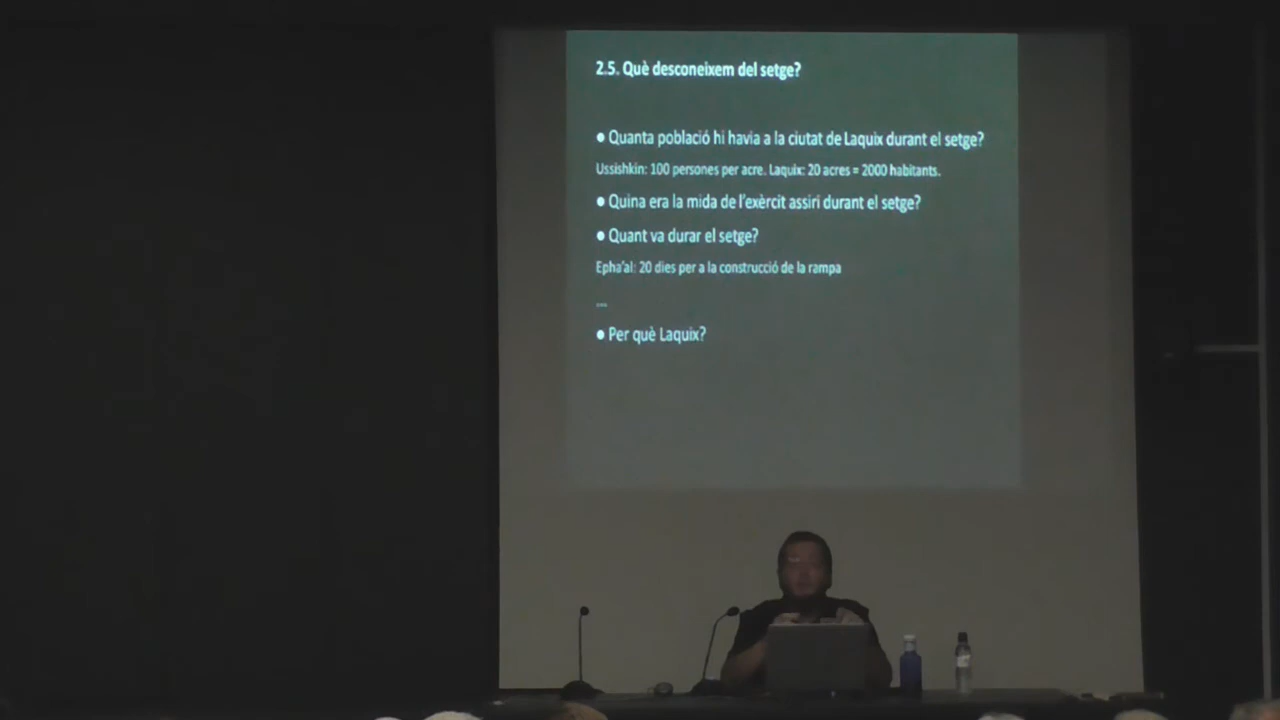 2.5. Què desconeixem del setge?
● Quanta població hi havia a la ciutat de Laquix durant el setge?
Ussishkin: 100 persones per acre. Laquix: 20 acres = 2000 habitants.
● Quina era la mida de l'exèrcit assiri durant el setge?
● Quant va durar el setge?
Epha'al: 20 dies per a la construcció de la rampa
...
● Per què Laquix?